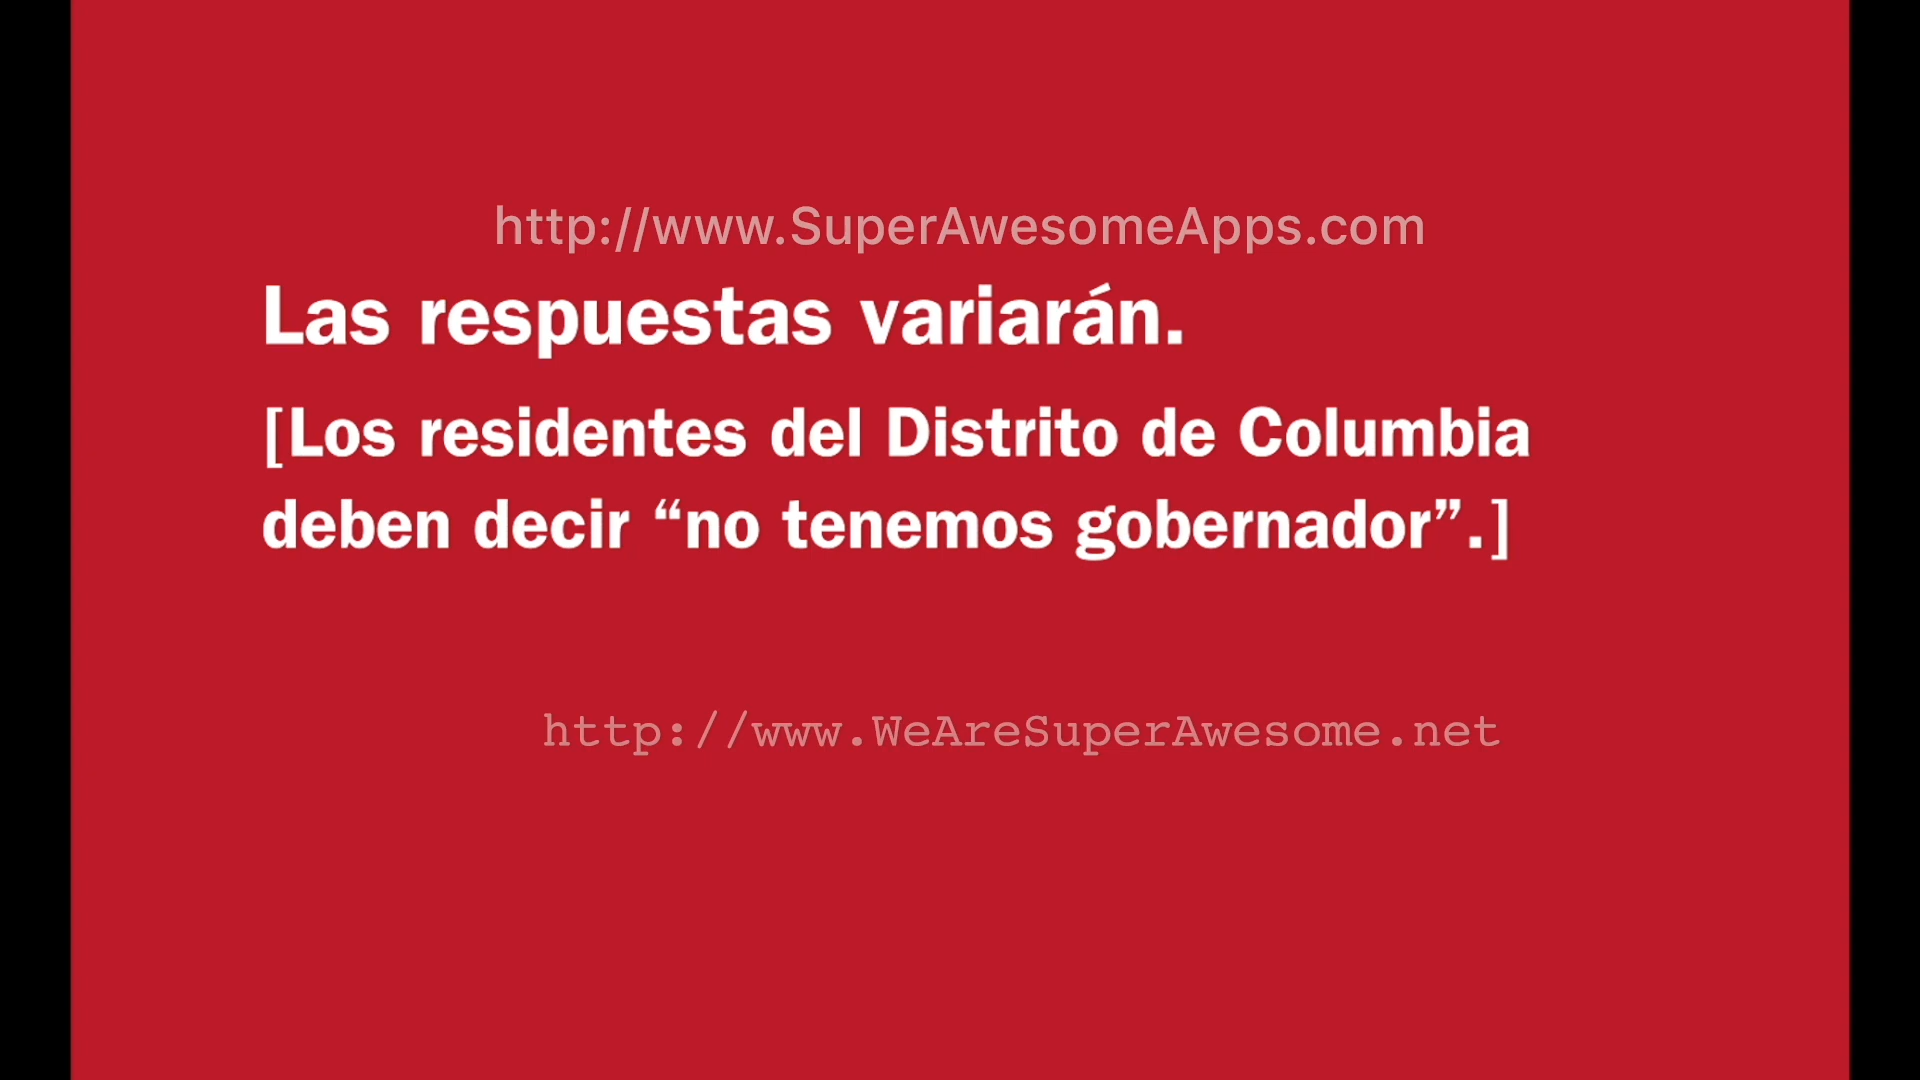 http://www.SuperAwesomeApps.com
Las respuestas variarán.
[Los residentes del Distrito de Columbia
deben decir “no tenemos gobernador”.]
http://www.WeAreSuperAwesome.net